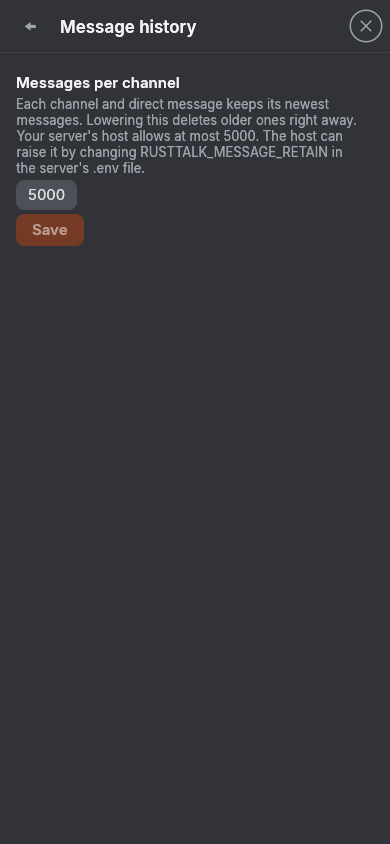 Message history
Messages per channel
Each channel and direct message keeps its newest
messages. Lowering this deletes older ones right away.
Your server's host allows at most 5000. The host can
raise it by changing RUSTTALK_MESSAGE_RETAIN in
the server's .env file.
5000
Save